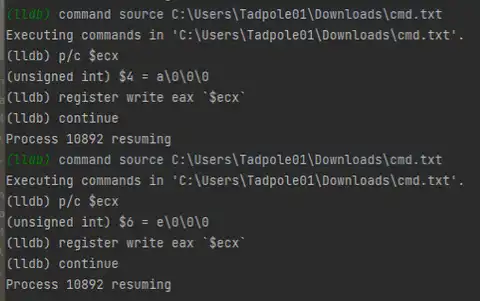 (lldb) command source C:\Users\Tadpole01\Downloads\cmd.txt
Executing commands in 'C:\Users\Tadpole01\Downloads\cmd.txt'.
(lldb) p/c $ecx
(unsigned int) $4 = a\0\0\0
(lldb) register write eax `$ecx`
(lldb) continue
Process 10892 resuming
(lldb) command source C:\Users\Tadpole01\Downloads\cmd.txt
Executing commands in 'C:\Users\Tadpole01\Downloads\cmd.txt'.
(lldb) p/c $ecx
(unsigned int) $6 = e\0\0\0
(lldb) register write eax `$ecx`
(lldb) continue
Process 10892 resuming